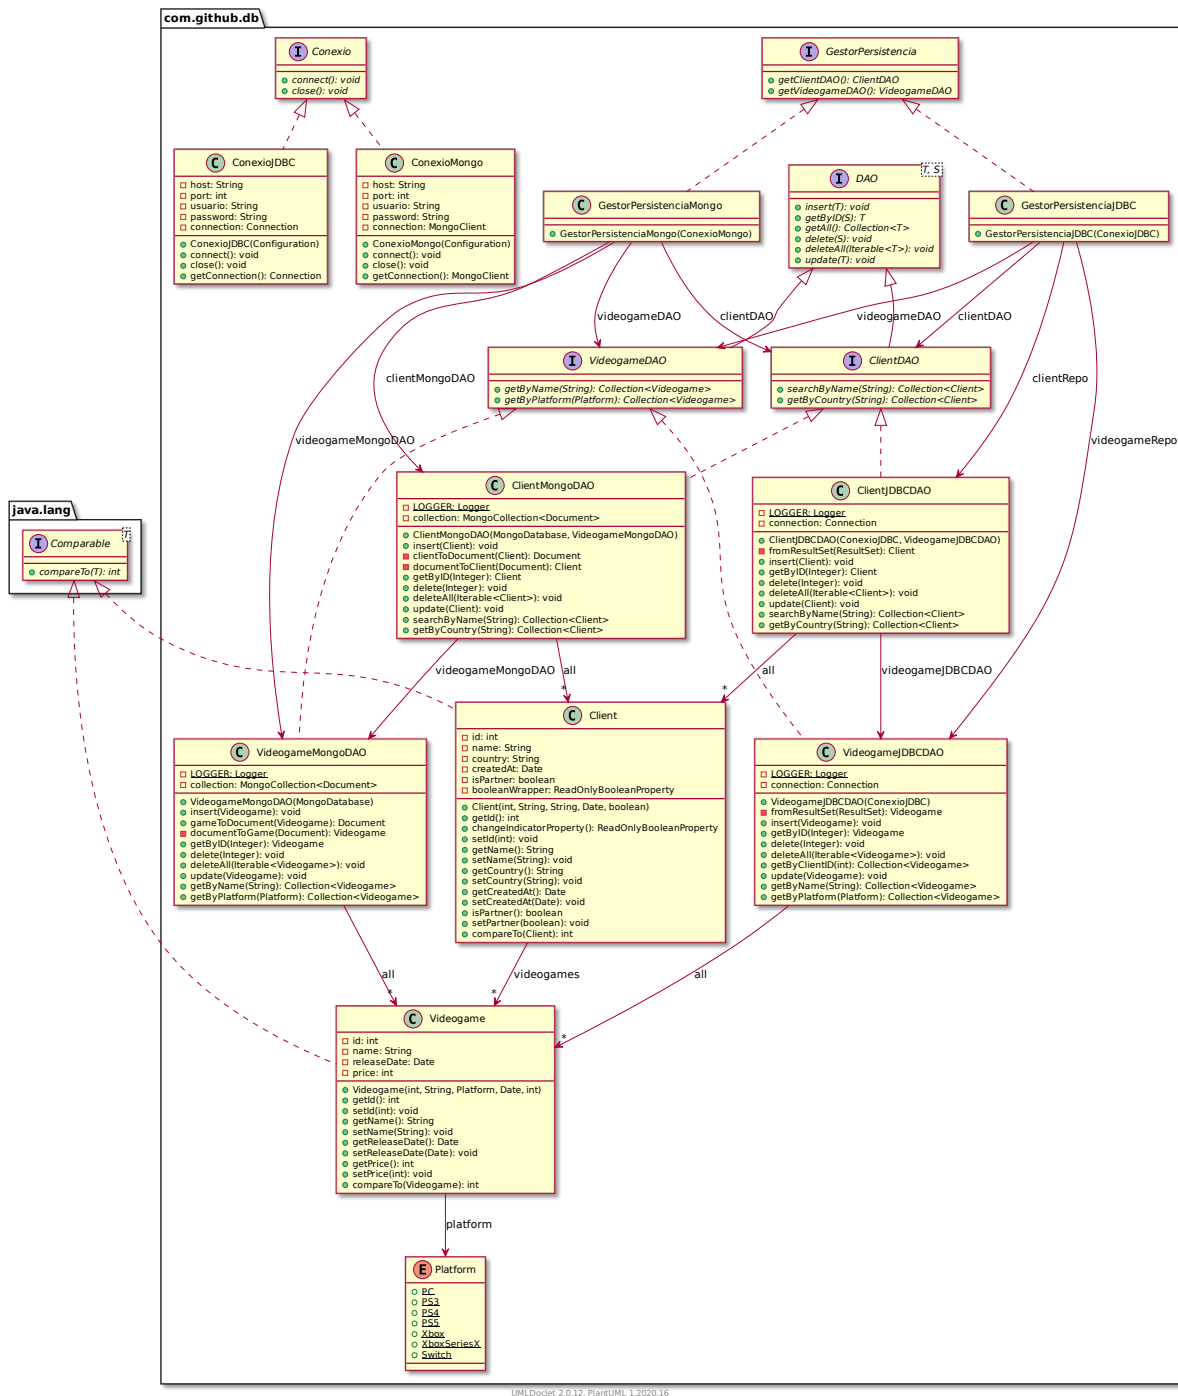 com.github.db
I Conexio
connect(): void
close(): void
I GestorPersistencia
getClientDAO(): ClientDAO
getVideogameDAO(): VideogameDAO
C ConexioJDBC
host: String
port: int
usuario: String
password: String
connection: Connection
ConexioJDBC(Configuration)
connect(): void
close(): void
getConnection(): Connection
C ConexioMongo
host: String
port: int
usuario: String
password: String
connection: MongoClient
ConexioMongo(Configuration)
connect(): void
close(): void
getConnection(): MongoClient
C GestorPersistenciaMongo
GestorPersistenciaMongo(ConexioMongo)
I DAO
T, S
insert(T): void
getByID(S): T
getAll(): Collection<T>
delete(S): void
deleteAll(Iterable<T>): void
update(T): void
C GestorPersistenciaJDBC
GestorPersistenciaJDBC(ConexioJDBC)
videogameDAO
clientDAO
videogameDAO
clientDAO
I VideogameDAO
getByName(String): Collection<Videogame>
getByPlatform(Platform): Collection<Videogame>
I ClientDAO
searchByName(String): Collection<Client>
getByCountry(String): Collection<Client>
clientMongoDAO
clientRepo
videogameMongoDAO
videogameRepo
java.lang
I Comparable
T
compareTo(T): int
C ClientMongoDAO
LOGGER: Logger
collection: MongoCollection<Document>
ClientMongoDAO(MongoDatabase, VideogameMongoDAO)
insert(Client): void
clientToDocument(Client): Document
documentToClient(Document): Client
getByID(Integer): Client
delete(Integer): void
deleteAll(Iterable<Client>): void
update(Client): void
searchByName(String): Collection<Client>
getByCountry(String): Collection<Client>
C ClientJDBCDAO
LOGGER: Logger
connection: Connection
ClientJDBCDAO(ConexioJDBC, VideogameJDBCDAO)
fromResultSet(ResultSet): Client
insert(Client): void
getByID(Integer): Client
delete(Integer): void
deleteAll(Iterable<Client>): void
update(Client): void
searchByName(String): Collection<Client>
getByCountry(String): Collection<Client>
videogameMongoDAO
all
*
all
*
videogameJDBCDAO
C VideogameMongoDAO
LOGGER: Logger
collection: MongoCollection<Document>
VideogameMongoDAO(MongoDatabase)
insert(Videogame): void
gameToDocument(Videogame): Document
documentToGame(Document): Videogame
getByID(Integer): Videogame
delete(Integer): void
deleteAll(Iterable<Videogame>): void
update(Videogame): void
getByName(String): Collection<Videogame>
getByPlatform(Platform): Collection<Videogame>
C Client
id: int
name: String
country: String
createdAt: Date
isPartner: boolean
booleanWrapper: ReadOnlyBooleanProperty
Client(int, String, String, Date, boolean)
getId(): int
changeIndicatorProperty(): ReadOnlyBooleanProperty
setId(int): void
getName(): String
setName(String): void
getCountry(): String
setCountry(String): void
getCreatedAt(): Date
setCreatedAt(Date): void
isPartner(): boolean
setPartner(boolean): void
compareTo(Client): int
C VideogameJDBCDAO
LOGGER: Logger
connection: Connection
VideogameJDBCDAO(ConexioJDBC)
fromResultSet(ResultSet): Videogame
insert(Videogame): void
getByID(Integer): Videogame
delete(Integer): void
deleteAll(Iterable<Videogame>): void
getByClientID(int): Collection<Videogame>
update(Videogame): void
getByName(String): Collection<Videogame>
getByPlatform(Platform): Collection<Videogame>
all
*
videogames
*
all
*
C Videogame
id: int
name: String
releaseDate: Date
price: int
Videogame(int, String, Platform, Date, int)
getId(): int
setId(int): void
getName(): String
setName(String): void
getReleaseDate(): Date
setReleaseDate(Date): void
getPrice(): int
setPrice(int): void
compareTo(Videogame): int
platform
E Platform
PC
PS3
PS4
PS5
Xbox
XboxSeriesX
Switch
UMLDoclet 2.0.12, PlantUML 1.2020.16